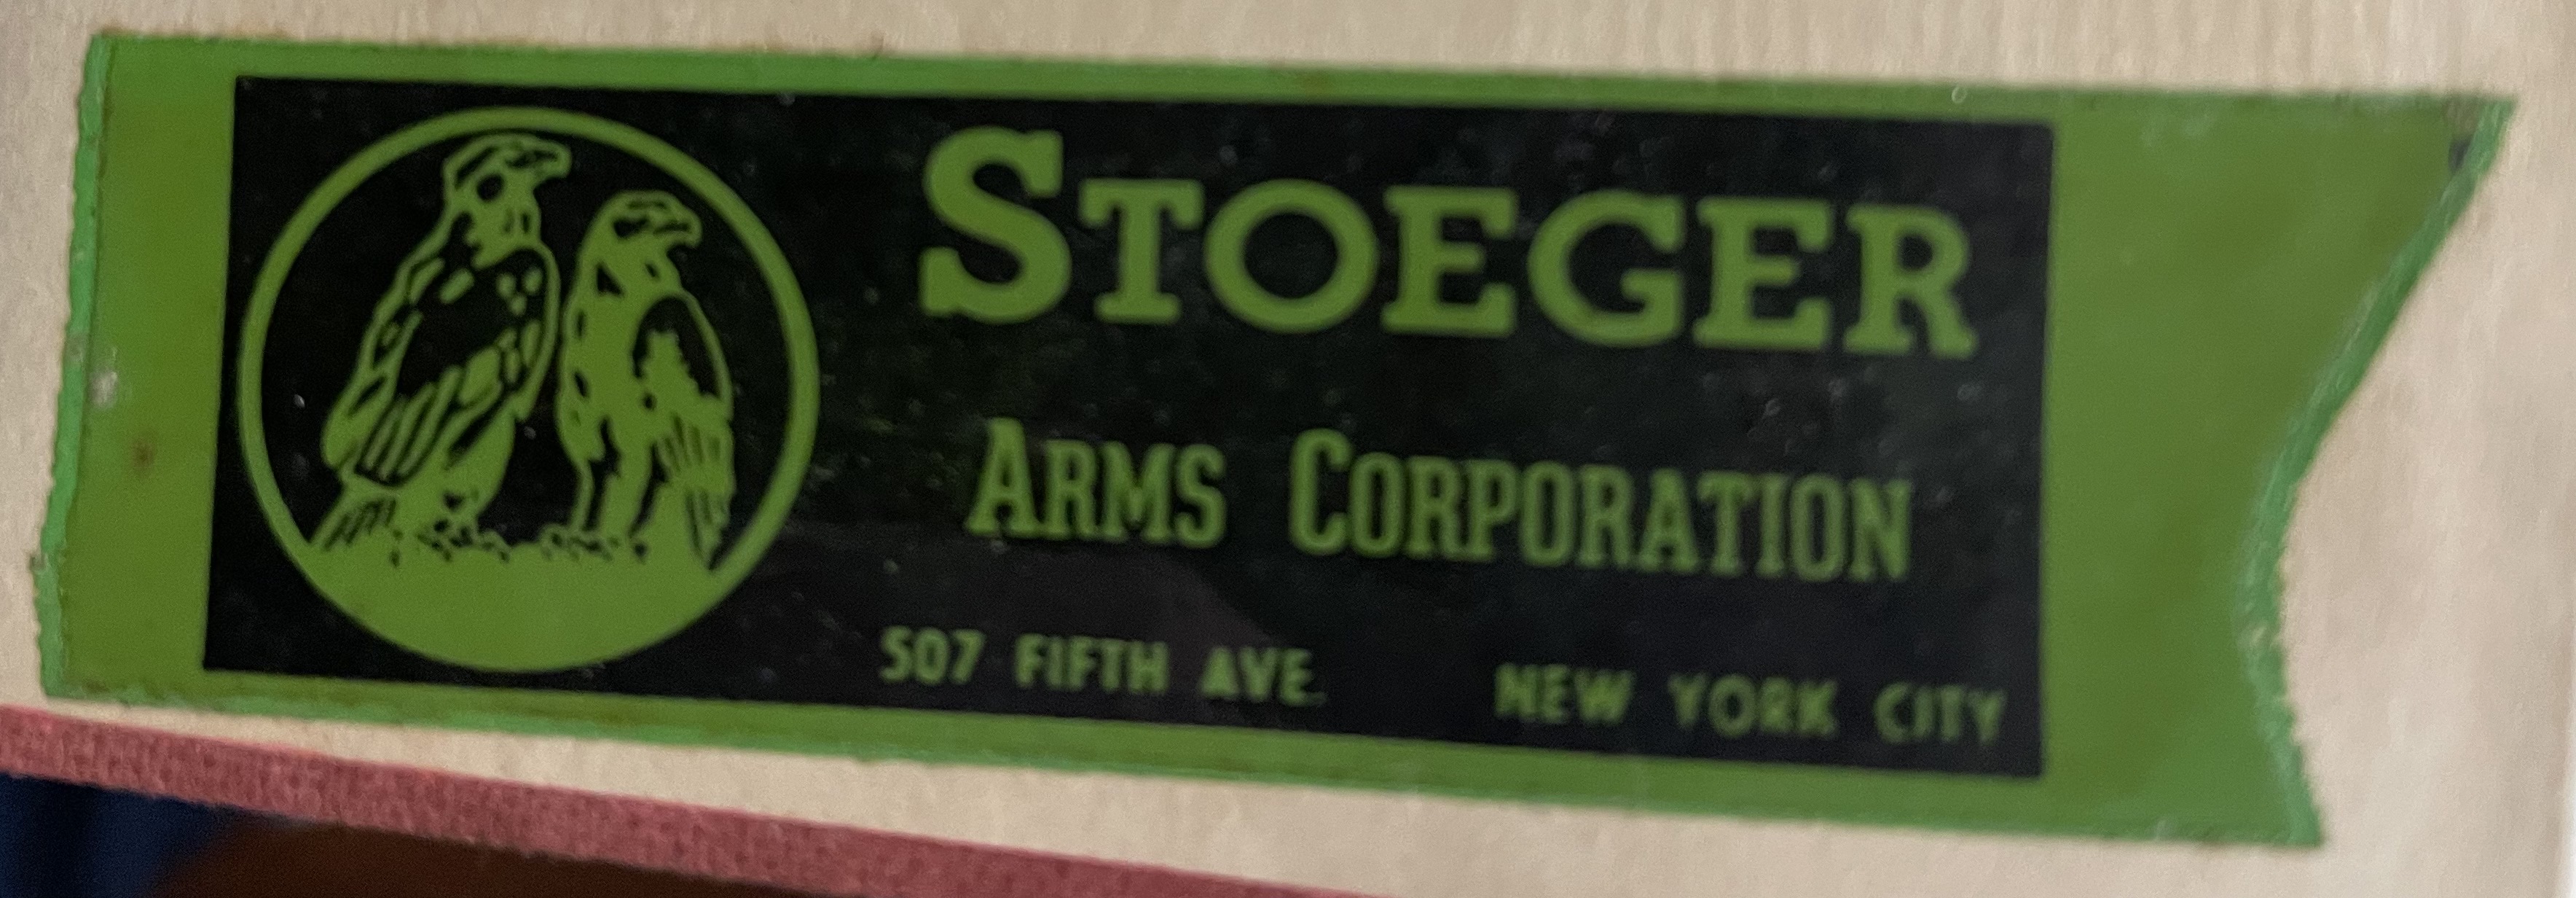 STOEGER
ARMS CORPORATION
507 FIFTH AVE. NEW YORK CITY